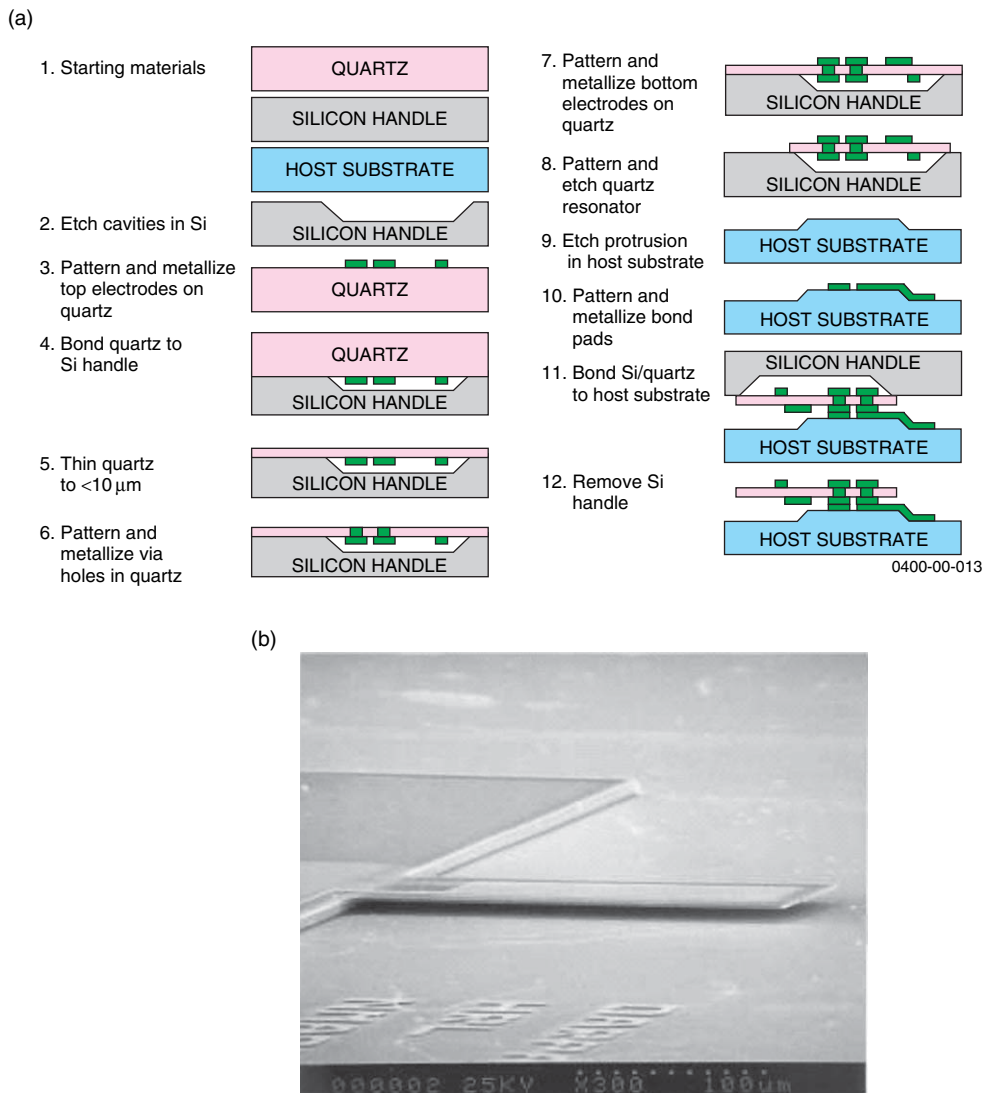 (a)
1. Starting materials
QUARTZ
SILICON HANDLE
HOST SUBSTRATE
2. Etch cavities in Si
SILICON HANDLE
3. Pattern and metallize
top electrodes on
quartz
QUARTZ
4. Bond quartz to
Si handle
QUARTZ
SILICON HANDLE
5. Thin quartz
to <10 μm
SILICON HANDLE
6. Pattern and
metallize via
holes in quartz
SILICON HANDLE
7. Pattern and
metallize bottom
electrodes on
quartz
SILICON HANDLE
8. Pattern and
etch quartz
resonator
SILICON HANDLE
9. Etch protrusion
in host substrate
HOST SUBSTRATE
10. Pattern and
metallize bond
pads
HOST SUBSTRATE
11. Bond Si/quartz
to host substrate
SILICON HANDLE
HOST SUBSTRATE
12. Remove Si
handle
HOST SUBSTRATE
0400-00-013
(b)
000002 25KV X300 100um